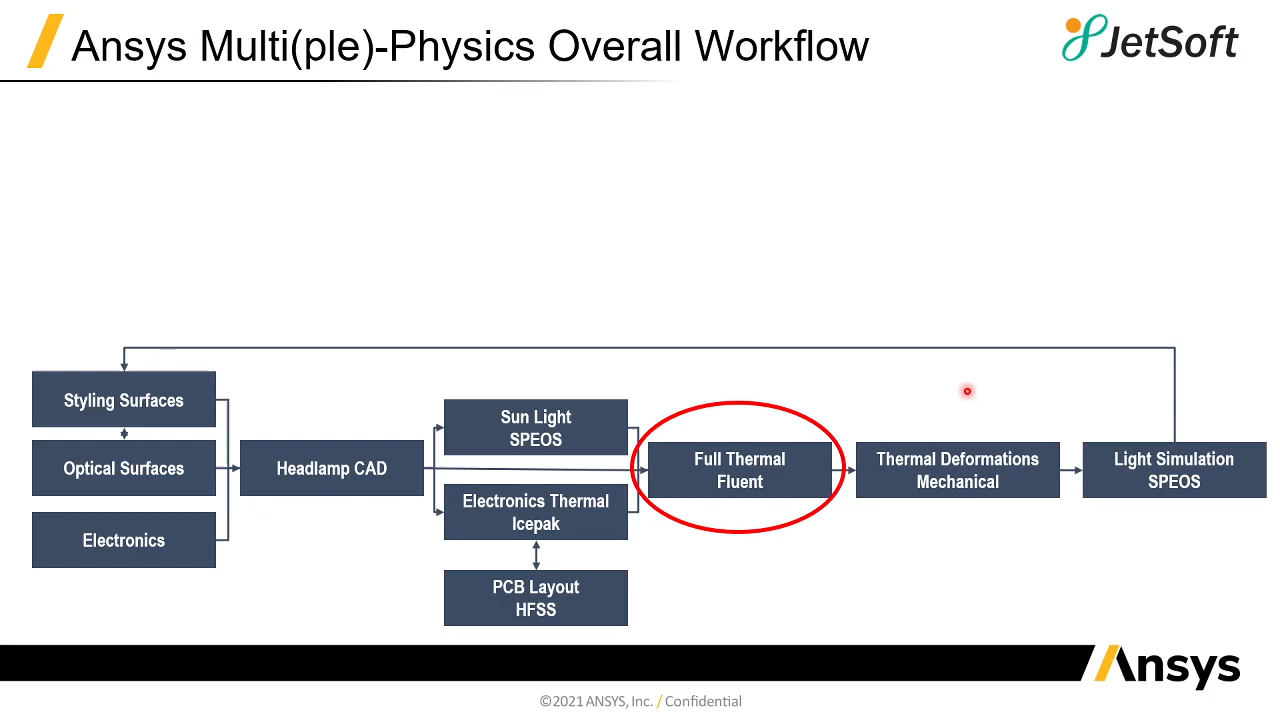 Ansys Multi(ple)-Physics Overall Workflow
JetSoft
Styling Surfaces
Optical Surfaces
Electronics
Headlamp CAD
Sun Light
SPEOS
Electronics Thermal
Icepak
PCB Layout
HFSS
Full Thermal
Fluent
Thermal Deformations
Mechanical
Light Simulation
SPEOS
Ansys
©2021 ANSYS, Inc. / Confidential